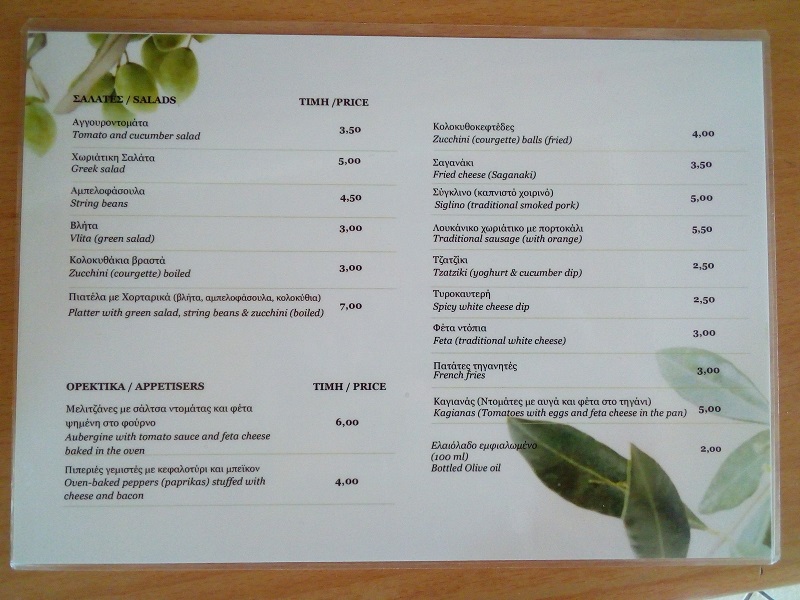 ΣΑΛΑΤΕΣ / SALADS ΤΙΜΗ /PRICE
Αγγουροντομάτα
Tomato and cucumber salad 3,50
Χωριάτικη Σαλάτα
Greek salad 5,00
Αμπελοφάσουλα
String beans 4,50
Βλήτα
Vlita (green salad) 3,00
Κολοκυθάκια βραστά
Zucchini (courgette) boiled 3,00
Πιατέλα με Χορταρικά (βλήτα, αμπελοφάσουλα, κολοκύθια)
Platter with green salad, string beans & zucchini (boiled) 7,00
ΟΡΕΚΤΙΚΑ / APPETISERS ΤΙΜΗ / PRICE
Μελιτζάνες με σάλτσα ντομάτας και φέτα
ψημένη στο φούρνο 6,00
Aubergine with tomato sauce and feta cheese
baked in the oven
Πιπεριές γεμιστές με κεφαλοτύρι και μπέϊκον
Oven-baked peppers (paprikas) stuffed with 4,00
cheese and bacon
Κολοκυθοκεφτέδες
Zucchini (courgette) balls (fried) 4,00
Σαγανάκι
Fried cheese (Saganaki) 3,50
Σύγκλινο (καπνιστό χοιρινό)
Siglino (traditional smoked pork) 5,00
Λουκάνικο χωριάτικο με πορτοκάλι
Traditional sausage (with orange) 5,50
Τζατζίκι
Tzatziki (yoghurt & cucumber dip) 2,50
Τυροκαυτερή
Spicy white cheese dip 2,50
Φέτα ντόπια
Feta (traditional white cheese) 3,00
Πατάτες τηγανητές
French fries 3,00
Καγιανάς (Ντομάτες με αυγά και φέτα στο τηγάνι)
Kagianas (Tomatoes with eggs and feta cheese in the pan) 5,00
Ελαιόλαδο εμφιαλωμένο 2,00
(100 ml)
Bottled Olive oil